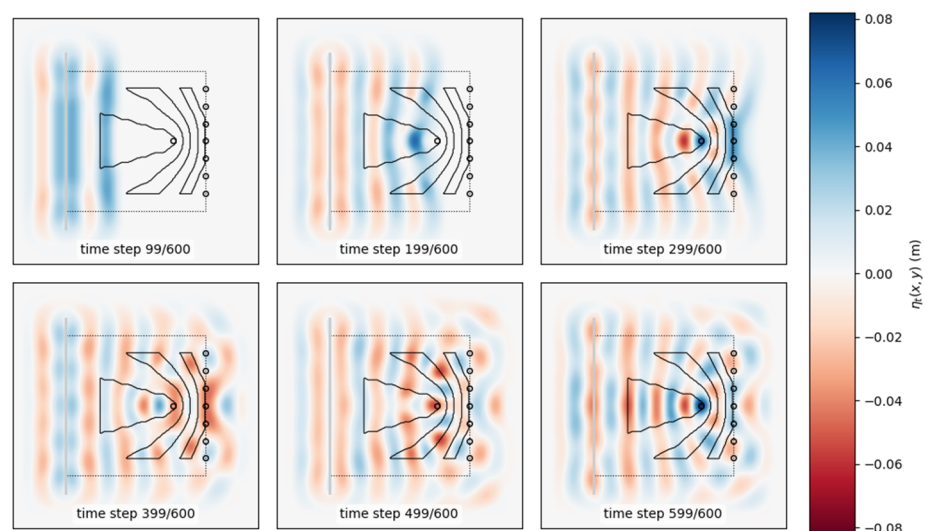 time step 99/600
time step 199/600
time step 299/600
time step 399/600
time step 499/600
time step 599/600
0.08
0.06
0.04
0.02
0.00
−0.02
−0.04
−0.06
−0.08
ηₜ(x, y) (m)